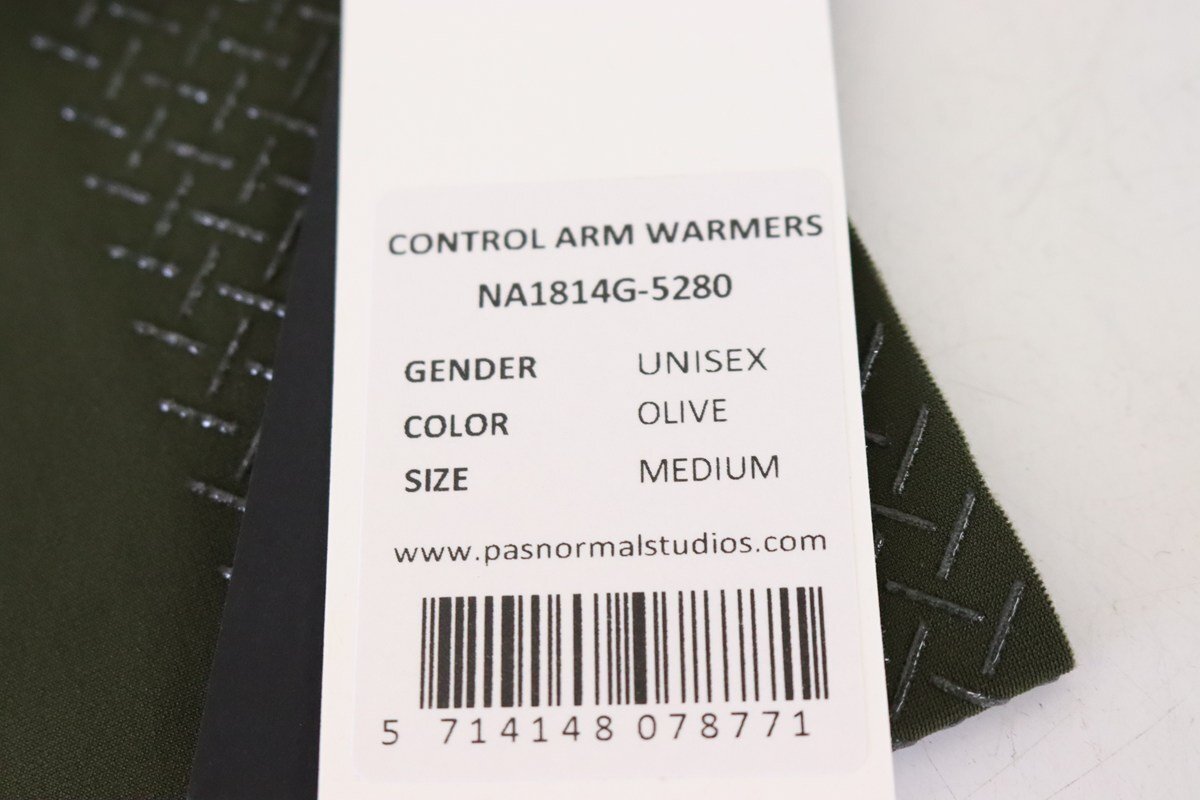 CONTROL ARM WARMERS
NA1814G-5280
GENDER UNISEX
COLOR OLIVE
SIZE MEDIUM
www.pasnormalstudios.com
5 714148 078771